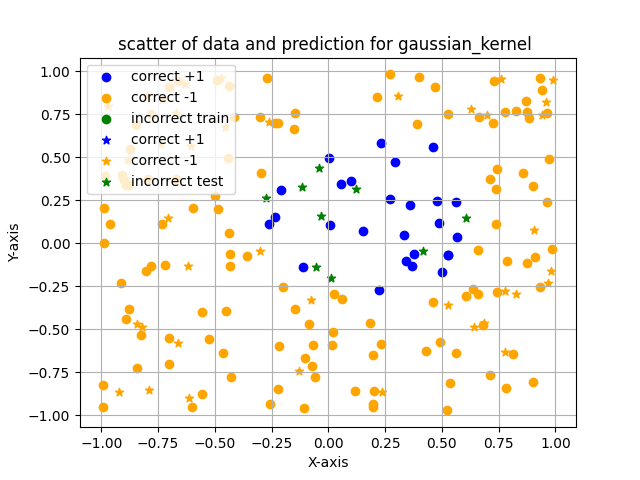 scatter of data and prediction for gaussian_kernel
1.00
0.75
0.50
0.25
0.00
−0.25
−0.50
−0.75
−1.00
Y-axis
correct +1
correct -1
incorrect train
correct +1
correct -1
incorrect test
−1.00 −0.75 −0.50 −0.25 0.00 0.25 0.50 0.75 1.00
X-axis